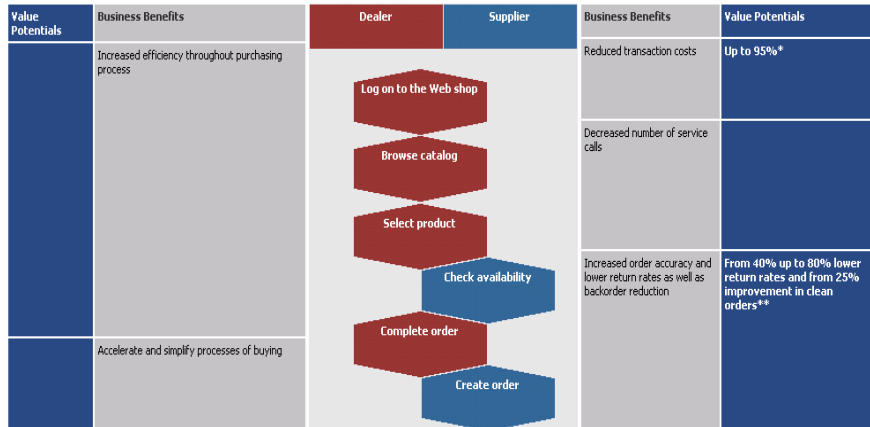 Value
Potentials
Business Benefits
Dealer
Supplier
Business Benefits
Value Potentials
Increased efficiency throughout purchasing
process
Log on to the Web shop
Browse catalog
Select product
Check availability
Complete order
Create order
Accelerate and simplify processes of buying
Reduced transaction costs
Up to 95%*
Decreased number of service
calls
Increased order accuracy and
lower return rates as well as
backorder reduction
From 40% up to 80% lower
return rates and from 25%
improvement in clean
orders**